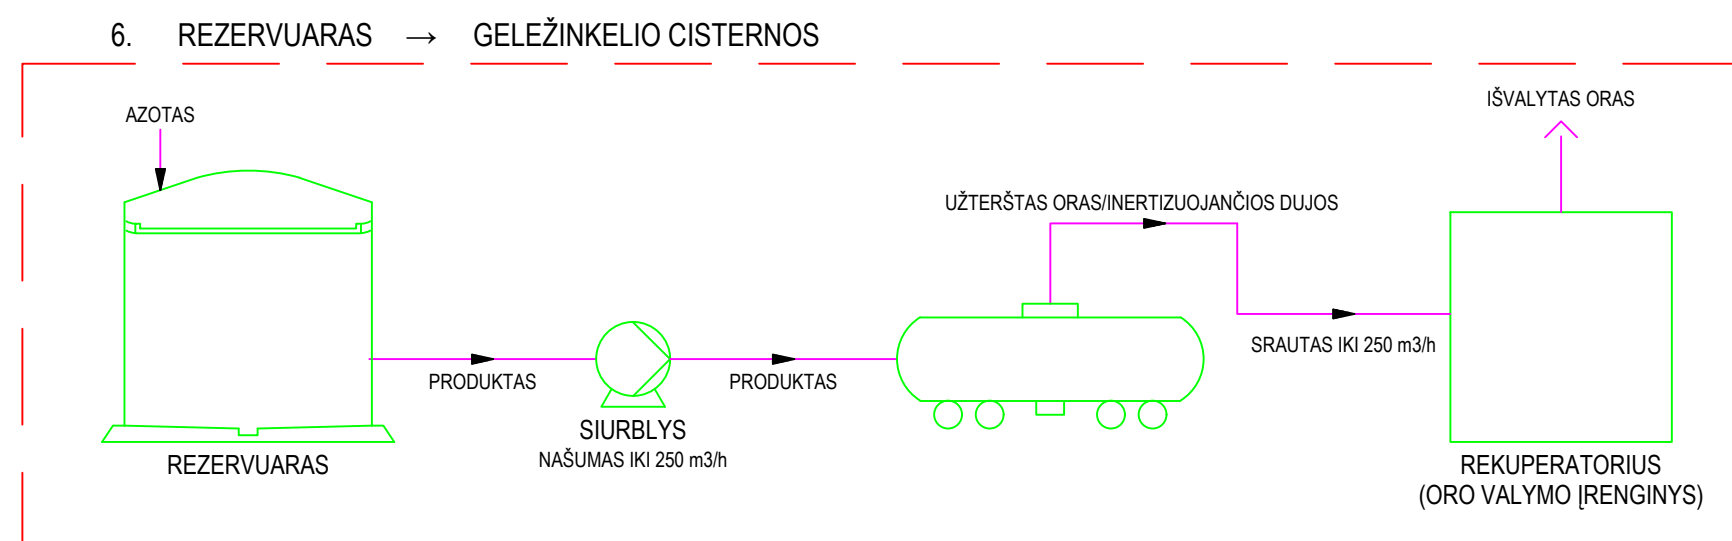 6. REZERVUARAS → GELEŽINKELIO CISTERNOS
AZOTAS
IŠVALYTAS ORAS
UŽTERŠTAS ORAS/INERTIZUOJANČIOS DUJOS
SRAUTAS IKI 250 m3/h
PRODUKTAS
PRODUKTAS
SIURBLYS
NAŠUMAS IKI 250 m3/h
REZERVUARAS
REKUPERATORIUS
(ORO VALYMO ĮRENGINYS)